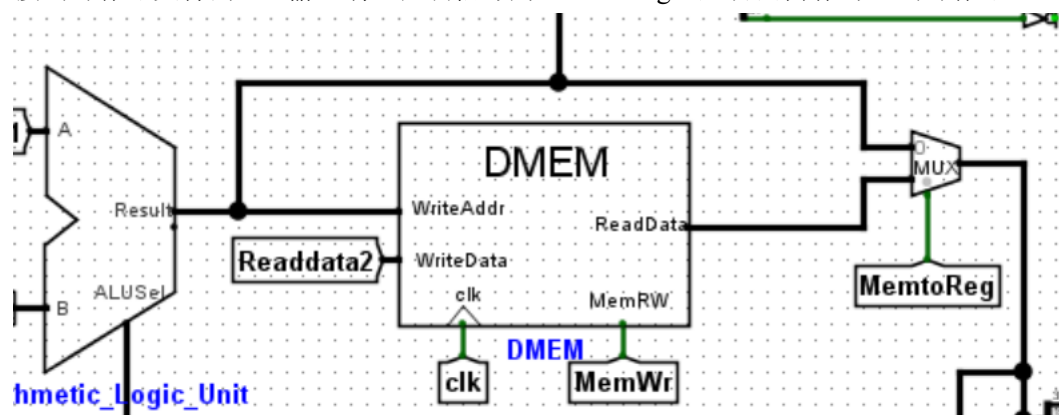 A
B
Result
ALUSel
hmetic_Logic_Unit
DMEM
WriteAddr
WriteData
ReadData
clk
MemRW
Readdata2
DMEM
clk
MemWr
0
MUX
MemtoReg